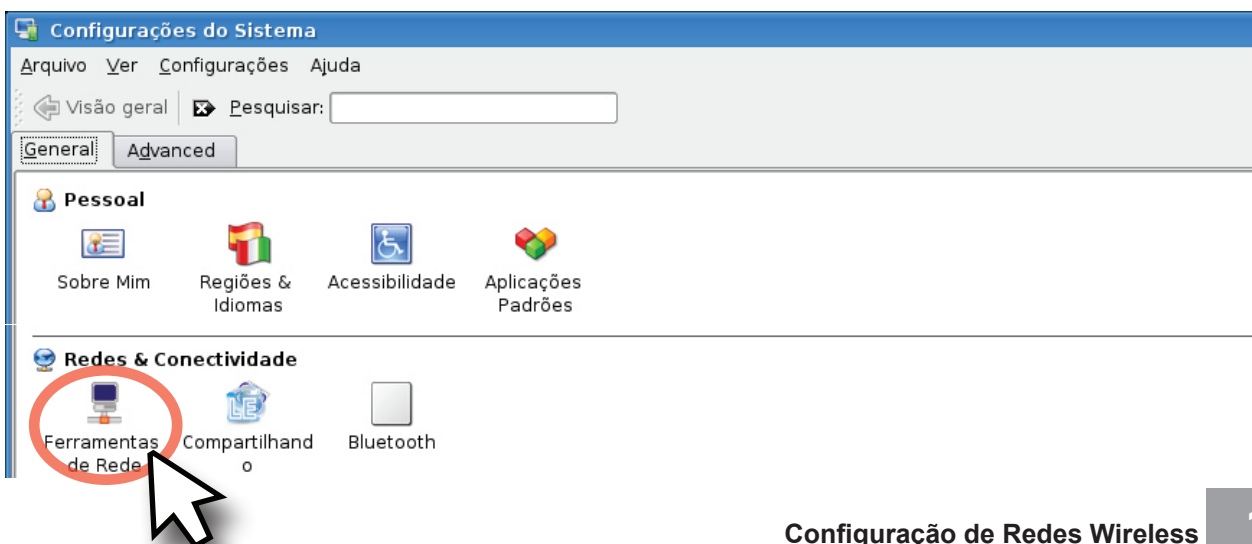 Configurações do Sistema
Arquivo Ver Configurações Ajuda
Visão geral Pesquisar:
General Advanced
Pessoal
Sobre Mim Regiões & Idiomas Acessibilidade Aplicações Padrões
Redes & Conectividade
Ferramentas de Rede Compartilhand o Bluetooth
Configuração de Redes Wireless